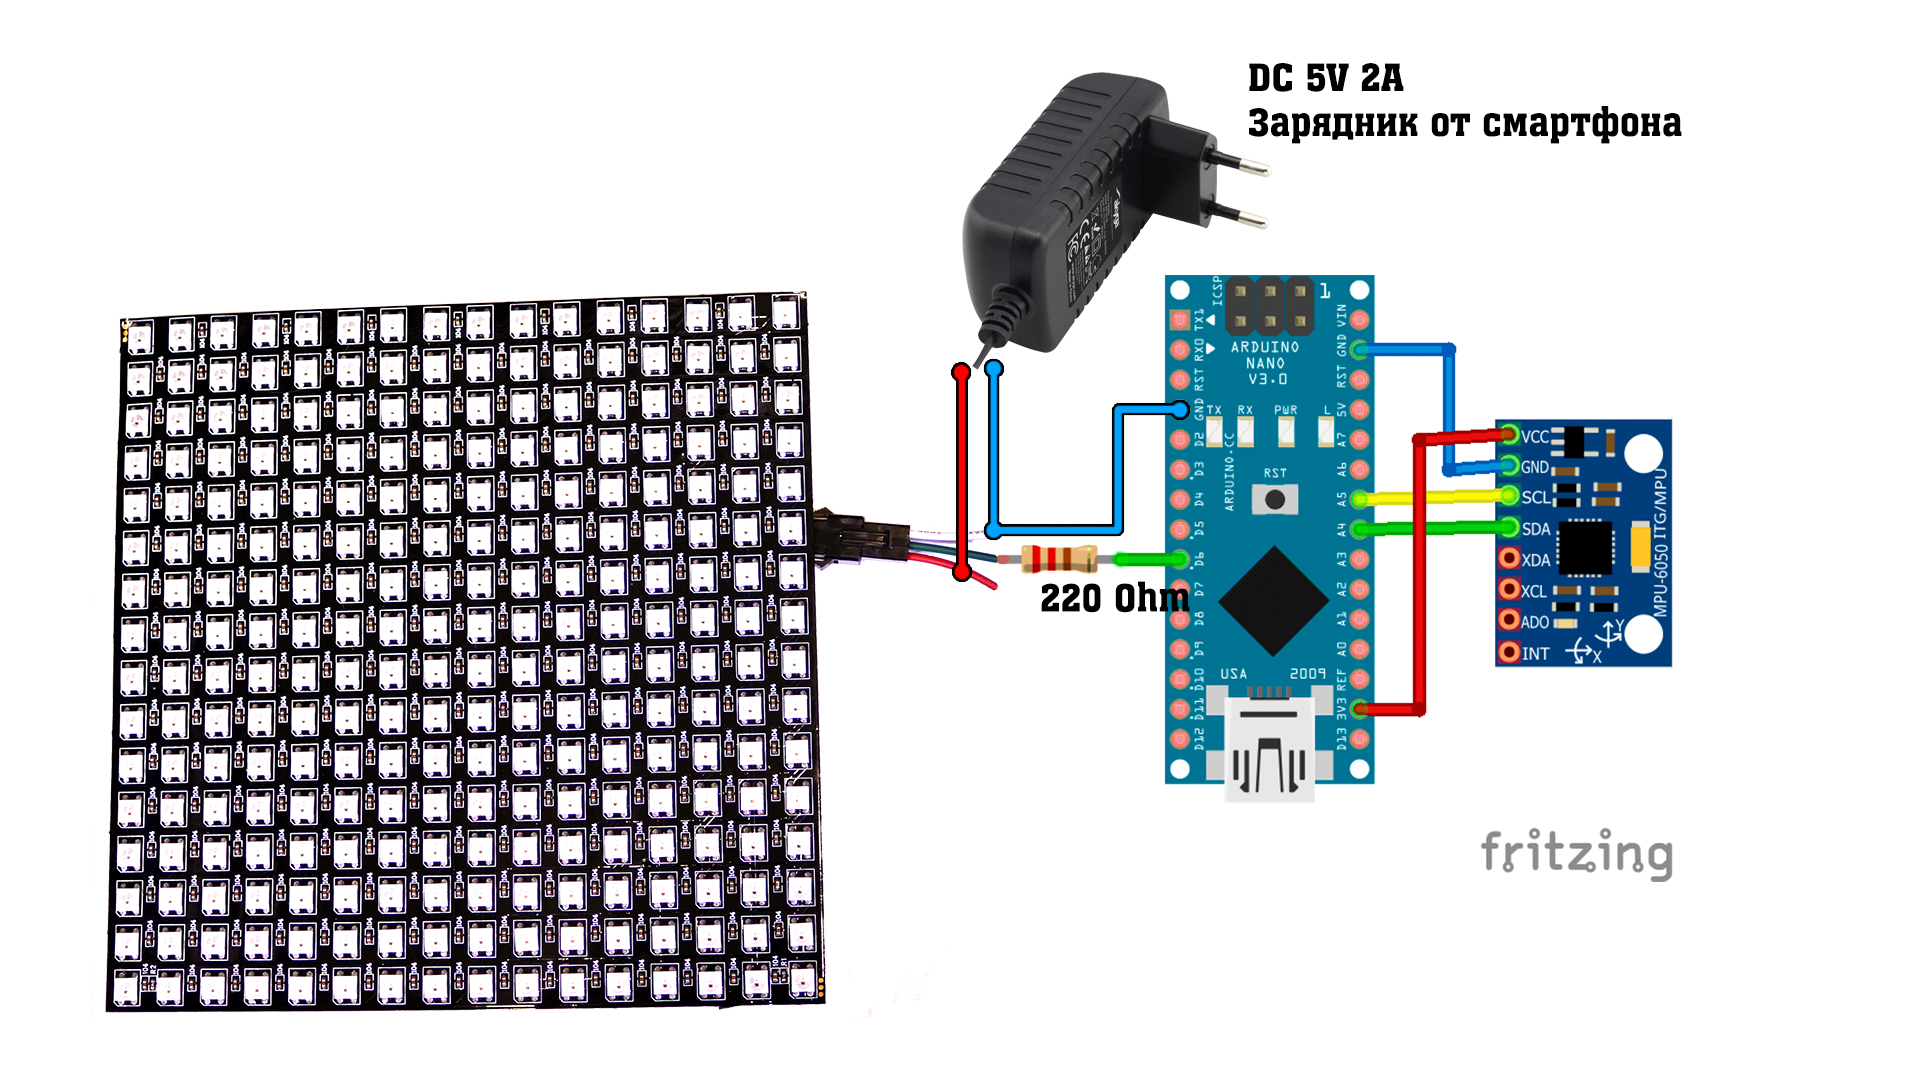 DC 5V 2A
Зарядник от смартфона
220 Ohm
ICSP
1
ARDUINO
NANO
V3.0
TX
RX
PWR
L
RST
ARDUINO.CC
USA
2009
TX1
RX0
RST
GND
D2
D3
D4
D5
D6
D7
D8
D9
D10
D11
D12
VIN
GND
RST
5V
A7
A6
A5
A4
A3
A2
A1
A0
REF
3V3
D13
VCC
GND
SCL
SDA
XDA
XCL
ADO
INT
MPU-6050 ITG/MPU
Y
X
fritzing